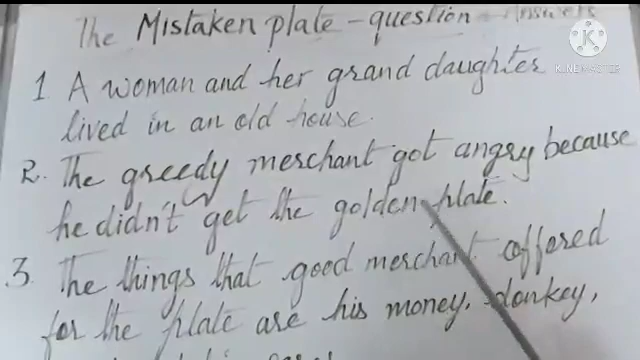 The Mistaken plate - question - Answers
KINEMASTER
1. A woman and her grand daughter
lived in an old house.
2. The greedy merchant got angry because
he didn't get the golden plate.
3. The things that good merchant offered
for the plate are his money, donkey,